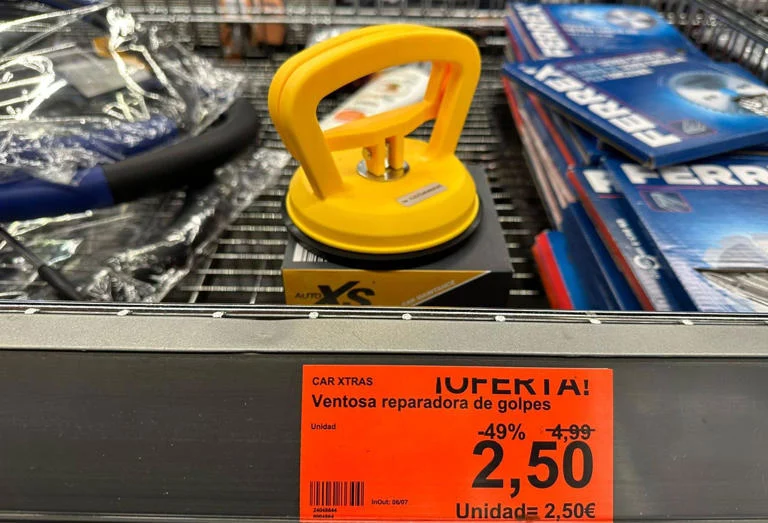 FERREX
FERREX
FERR
AUTO XS
CAR XTRAS
¡OFERTA!
Ventosa reparadora de golpes
Unidad
-49% 4,99
2,50
InOut: 06/07
Unidad= 2,50€